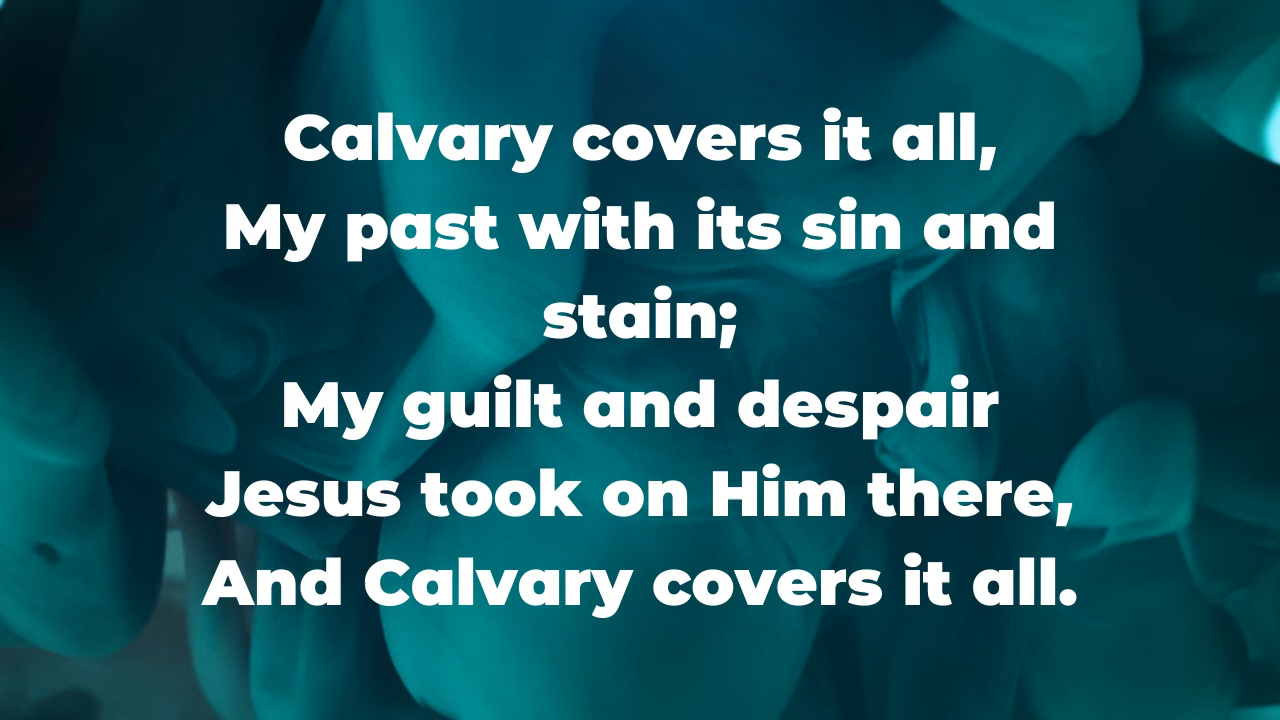 Calvary covers it all,
My past with its sin and
stain;
My guilt and despair
Jesus took on Him there,
And Calvary covers it all.